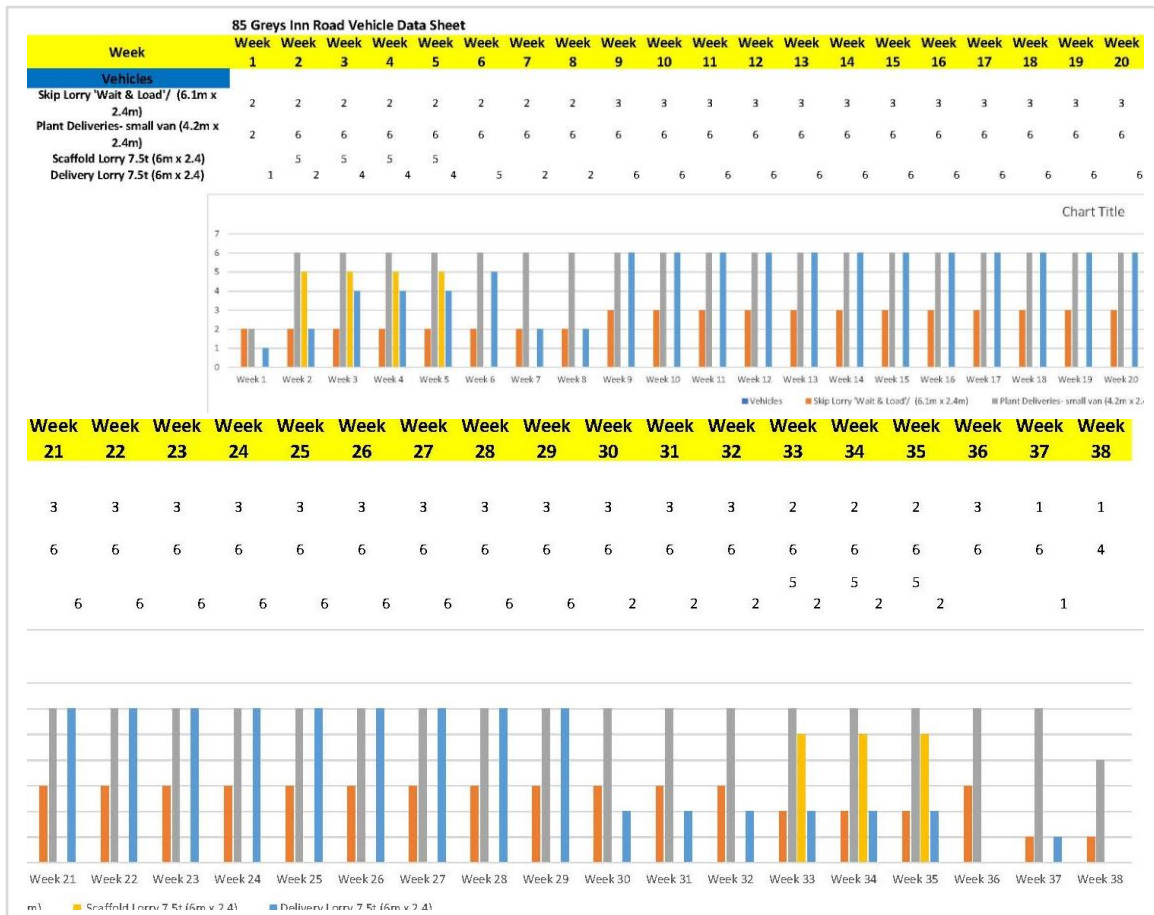 85 Greys Inn Road Vehicle Data Sheet
Week Week Week Week Week Week Week Week Week Week Week Week Week Week Week Week Week Week Week Week Week
1 2 3 4 5 6 7 8 9 10 11 12 13 14 15 16 17 18 19 20
Vehicles
Skip Lorry 'Wait & Load'/ (6.1m x 2 2 2 2 2 2 2 2 3 3 3 3 3 3 3 3 3 3 3 3
2.4m)
Plant Deliveries- small van (4.2m x 2 6 6 6 6 6 6 6 6 6 6 6 6 6 6 6 6 6 6 6
2.4m)
Scaffold Lorry 7.5t (6m x 2.4) 5 5 5 5
Delivery Lorry 7.5t (6m x 2.4) 1 2 4 4 4 5 2 2 6 6 6 6 6 6 6 6 6 6 6 6
Chart Title
7
6
5
4
3
2
1
0
Week 1 Week 2 Week 3 Week 4 Week 5 Week 6 Week 7 Week 8 Week 9 Week 10 Week 11 Week 12 Week 13 Week 14 Week 15 Week 16 Week 17 Week 18 Week 19 Week 20
Vehicles Skip Lorry 'Wait & Load'/ (6.1m x 2.4m) Plant Deliveries- small van (4.2m x 2.4
Week Week Week Week Week Week Week Week Week Week Week Week Week Week Week Week Week Week
21 22 23 24 25 26 27 28 29 30 31 32 33 34 35 36 37 38
3 3 3 3 3 3 3 3 3 3 3 3 2 2 2 3 1 1
6 6 6 6 6 6 6 6 6 6 6 6 6 6 6 6 6 4
5 5 5
6 6 6 6 6 6 6 6 6 2 2 2 2 2 2 1
Week 21 Week 22 Week 23 Week 24 Week 25 Week 26 Week 27 Week 28 Week 29 Week 30 Week 31 Week 32 Week 33 Week 34 Week 35 Week 36 Week 37 Week 38
m) Scaffold Lorry 7.5t (6m x 2.4) Delivery Lorry 7.5t (6m x 2.4)